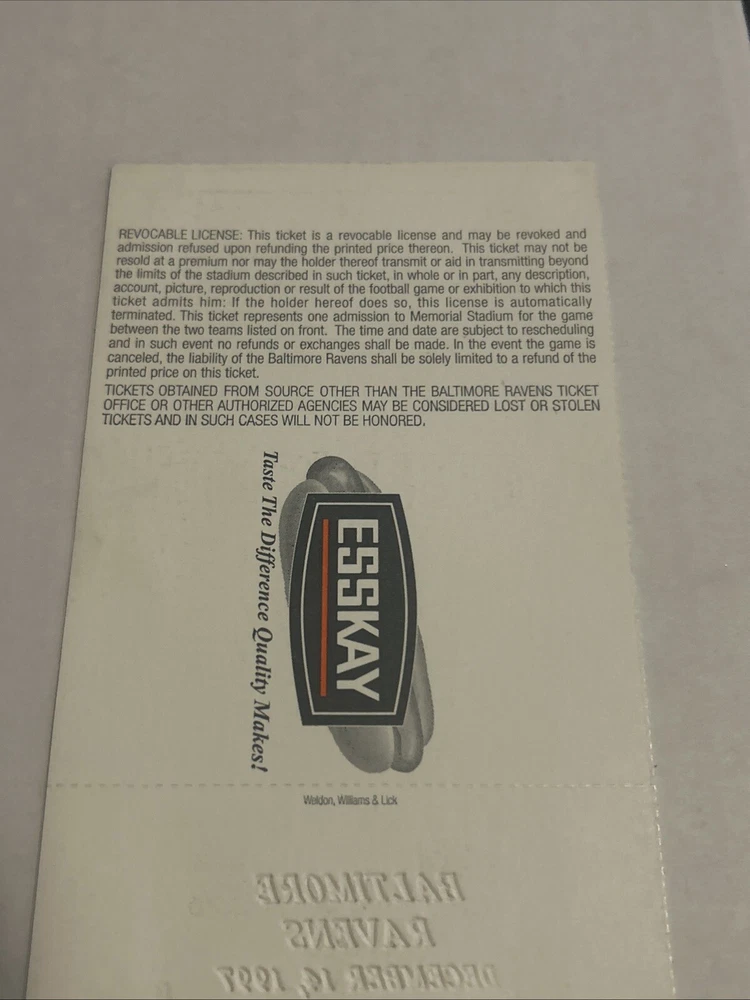 REVOCABLE LICENSE: This ticket is a revocable license and may be revoked and
admission refused upon refunding the printed price thereon. This ticket may not be
resold at a premium nor may the holder thereof transmit or aid in transmitting beyond
the limits of the stadium described in such ticket, in whole or in part, any description,
account, picture, reproduction or result of the football game or exhibition to which this
ticket admits him: If the holder hereof does so, this license is automatically
terminated. This ticket represents one admission to Memorial Stadium for the game
between the two teams listed on front. The time and date are subject to rescheduling
and in such event no refunds or exchanges shall be made. In the event the game is
canceled, the liability of the Baltimore Ravens shall be solely limited to a refund of the
printed price on this ticket.
TICKETS OBTAINED FROM SOURCE OTHER THAN THE BALTIMORE RAVENS TICKET
OFFICE OR OTHER AUTHORIZED AGENCIES MAY BE CONSIDERED LOST OR STOLEN
TICKETS AND IN SUCH CASES WILL NOT BE HONORED.
ESSKAY
Taste The Difference Quality Makes!
Weldon, Williams & Lick
BALTIMORE
RAVENS
DECEMBER 14, 1997